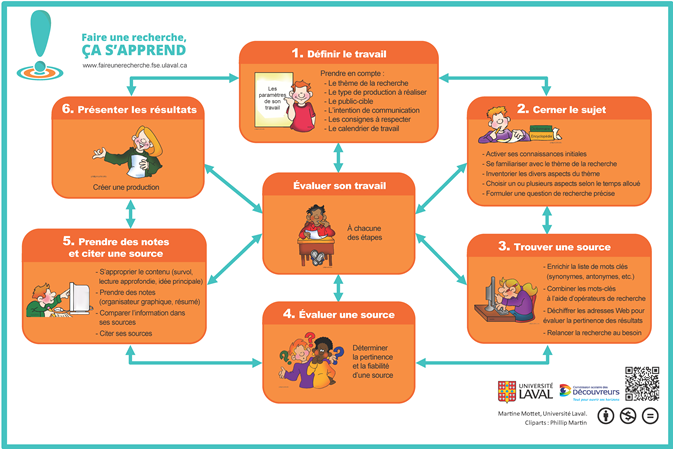 Faire une recherche,
ÇA S'APPREND
www.faireunerecherche.fse.ulaval.ca
1. Définir le travail
Les
paramètres
de son
travail
Prendre en compte :
- Le thème de la recherche
- Le type de production à réaliser
- Le public-cible
- L'intention de communication
- Les consignes à respecter
- Le calendrier de travail
2. Cerner le sujet
- Activer ses connaissances initiales
- Se familiariser avec le thème de la recherche
- Inventorier les divers aspects du thème
- Choisir un ou plusieurs aspects selon le temps alloué
- Formuler une question de recherche précise
6. Présenter les résultats
Créer une production
Évaluer son travail
À chacune
des étapes
5. Prendre des notes
et citer une source
- S'approprier le contenu (survol,
lecture approfondie, idée principale)
- Prendre des notes
(organisateur graphique, résumé)
- Comparer l'information dans
ses sources
- Citer ses sources
3. Trouver une source
- Enrichir la liste de mots clés
(synonymes, antonymes, etc.)
- Combiner les mots-clés
à l'aide d'opérateurs de recherche
- Déchiffrer les adresses Web pour
évaluer la pertinence des résultats
- Relancer la recherche au besoin
4. Évaluer une source
Déterminer
la pertinence
et la fiabilité
d'une source
UNIVERSITÉ
LAVAL
Découvreurs
Martine Mottet, Université Laval.
Cliparts : Phillip Martin